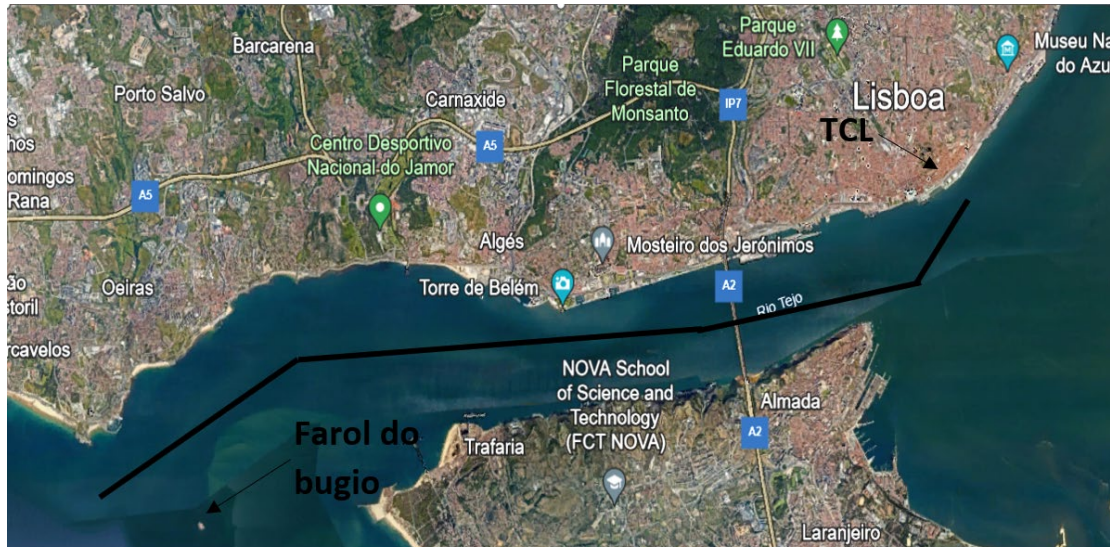 Barcarena
Porto Salvo
Carnaxide
Parque
Eduardo VII
Museu Na
do Azu
Parque
Florestal de
Monsanto
IP7
Lisboa
TCL
Centro Desportivo
Nacional do Jamor
A5
A5
hos
omingos
Rana
Algés
Mosteiro dos Jerónimos
Oeiras
Torre de Belém
A2
Rio Tejo
ão
storil
rcavelos
NOVA School
of Science and
Technology
(FCT NOVA)
Almada
A2
Farol do
bugio
Trafaria
Laranjeiro